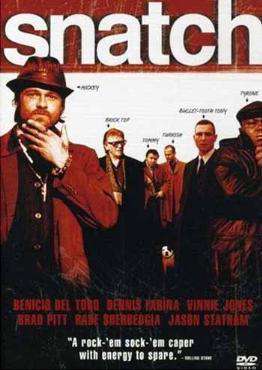 snatch
MICKEY
BRICK TOP
TOMMY
TURKISH
BULLET-TOOTH TONY
TYRONE
BENICIO DEL TORO DENNIS FARINA VINNIE JONES
BRAD PITT RADE SHERBEDGIA JASON STATHAM
"A rock-'em sock-'em caper
with energy to spare."
- ROLLING STONE
DVD
VIDEO